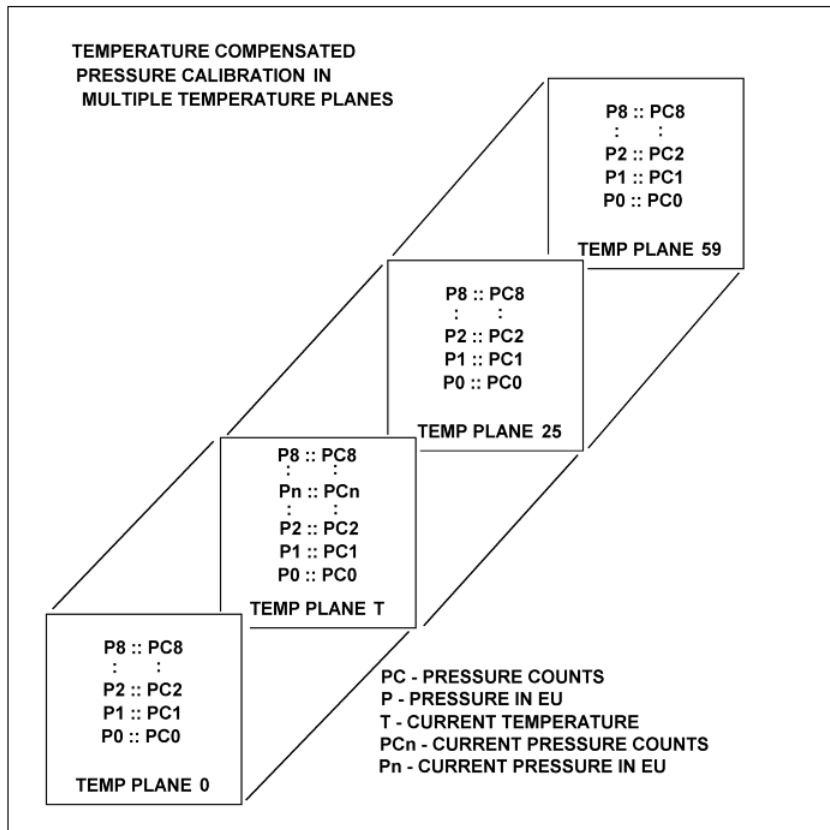 TEMPERATURE COMPENSATED
PRESSURE CALIBRATION IN
MULTIPLE TEMPERATURE PLANES
P8 :: PC8
: :
P2 :: PC2
P1 :: PC1
P0 :: PC0
TEMP PLANE 59
P8 :: PC8
: :
P2 :: PC2
P1 :: PC1
P0 :: PC0
TEMP PLANE 25
P8 :: PC8
: :
Pn :: PCn
: :
P2 :: PC2
P1 :: PC1
P0 :: PC0
TEMP PLANE T
P8 :: PC8
: :
P2 :: PC2
P1 :: PC1
P0 :: PC0
TEMP PLANE 0
PC - PRESSURE COUNTS
P - PRESSURE IN EU
T - CURRENT TEMPERATURE
PCn - CURRENT PRESSURE COUNTS
Pn - CURRENT PRESSURE IN EU